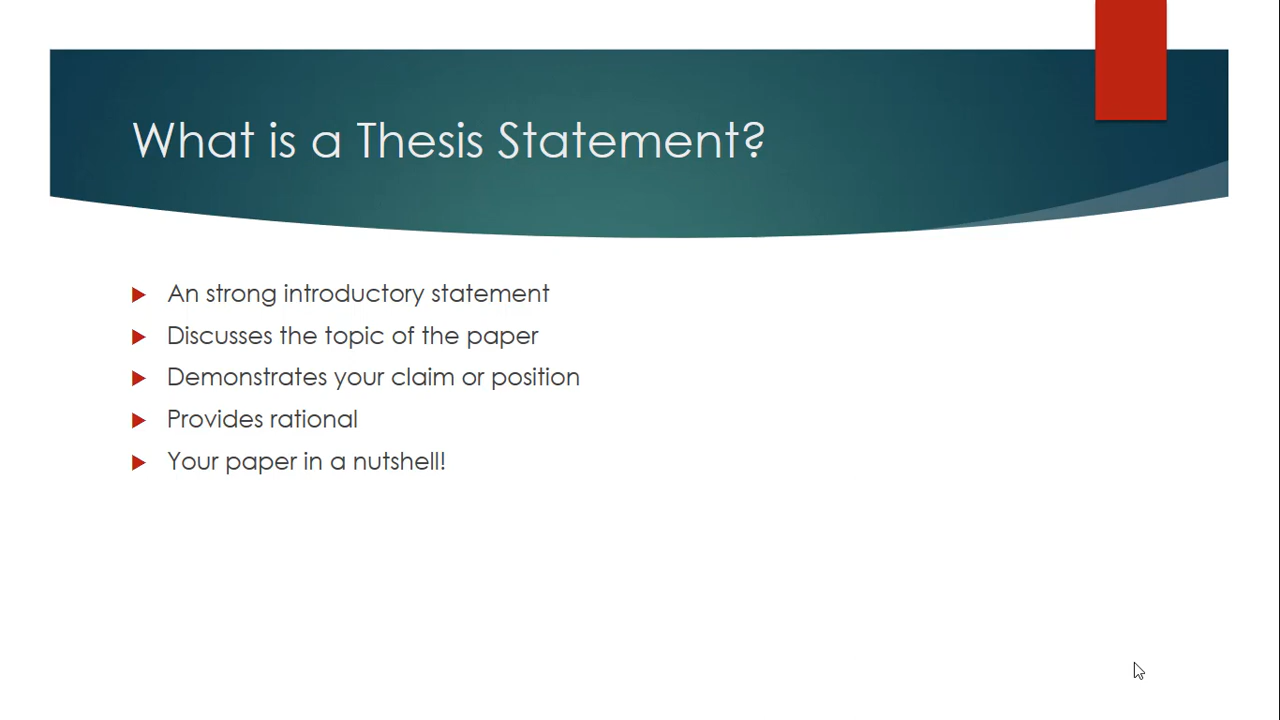 What is a Thesis Statement?
An strong introductory statement
Discusses the topic of the paper
Demonstrates your claim or position
Provides rational
Your paper in a nutshell!